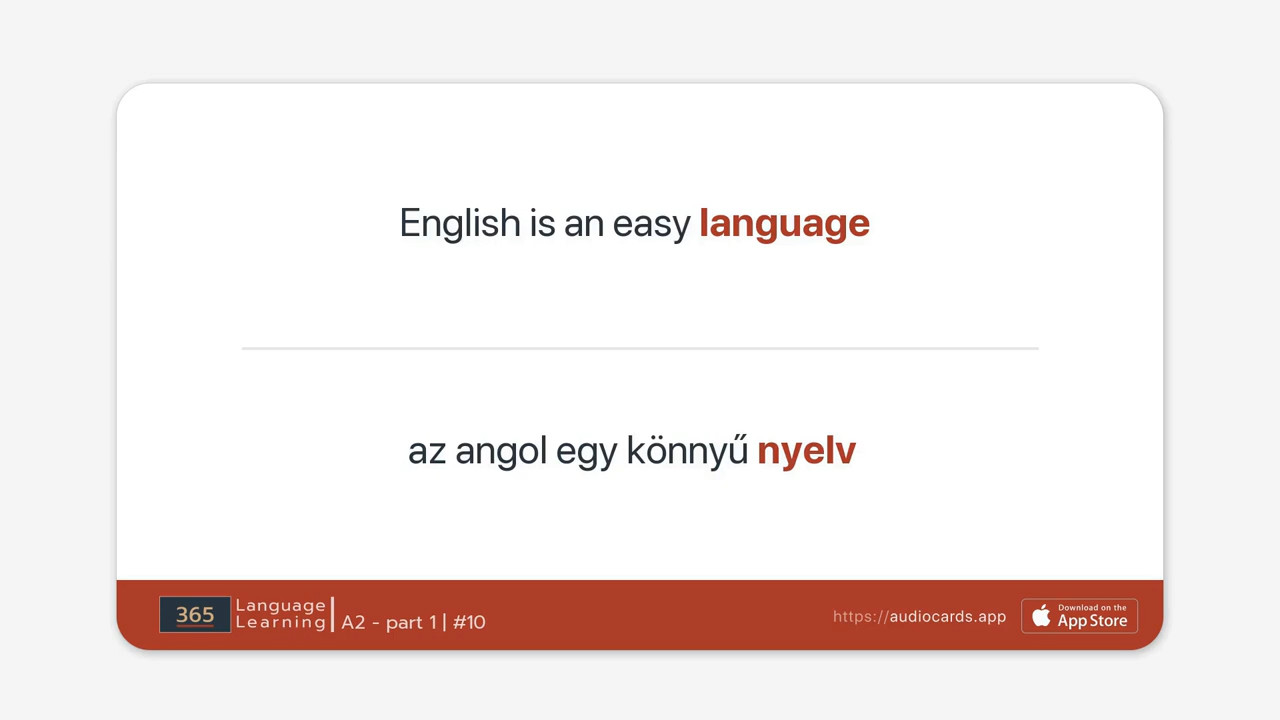 English is an easy language
az angol egy könnyű nyelv
365
Language
Learning
A2 - part 1 | #10
https://audiocards.app
Download on the
App Store